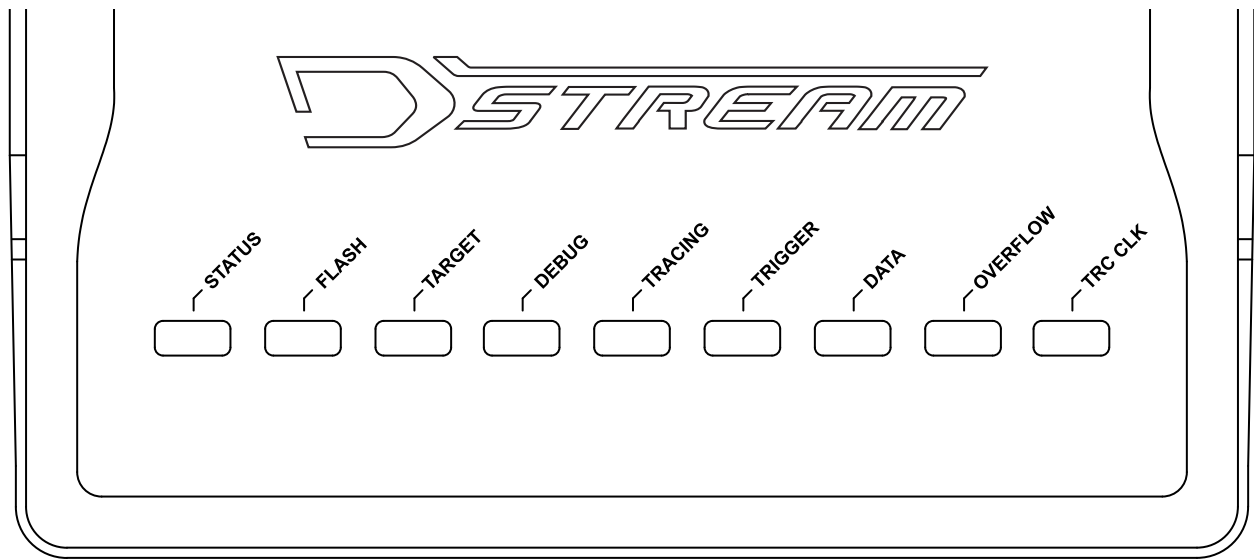 DSTREAM
STATUS
FLASH
TARGET
DEBUG
TRACING
TRIGGER
DATA
OVERFLOW
TRC CLK